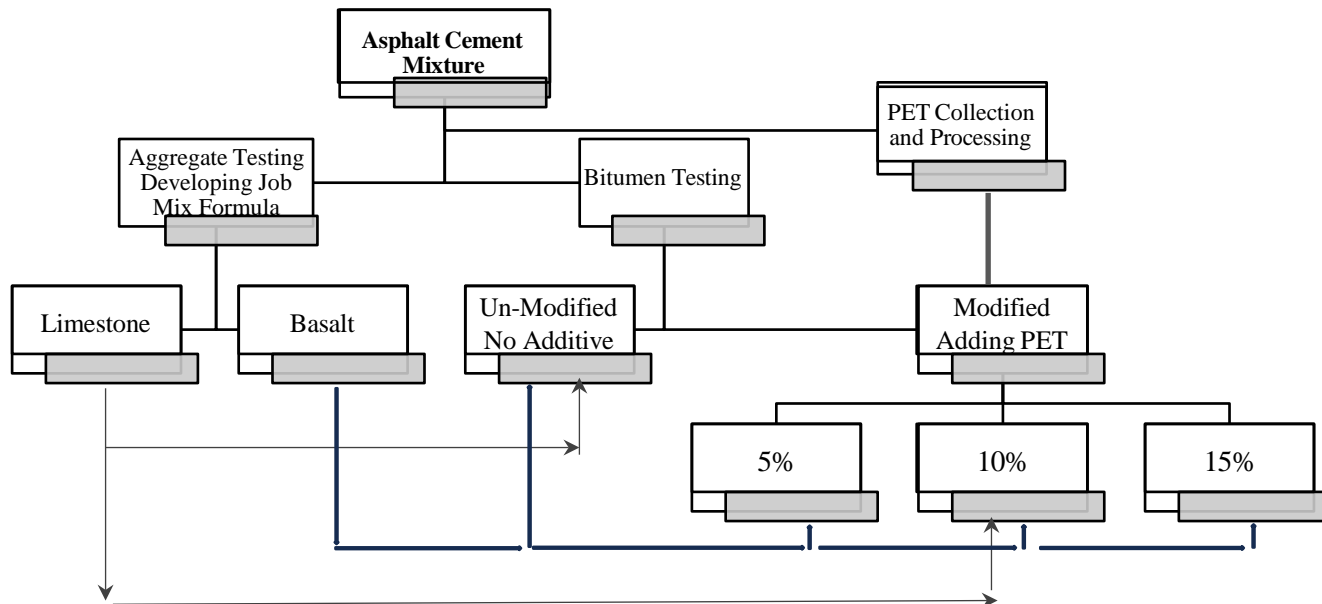 Asphalt Cement
Mixture
PET Collection
and Processing
Aggregate Testing
Developing Job
Mix Formula
Bitumen Testing
Limestone
Basalt
Un-Modified
No Additive
Modified
Adding PET
5%
10%
15%